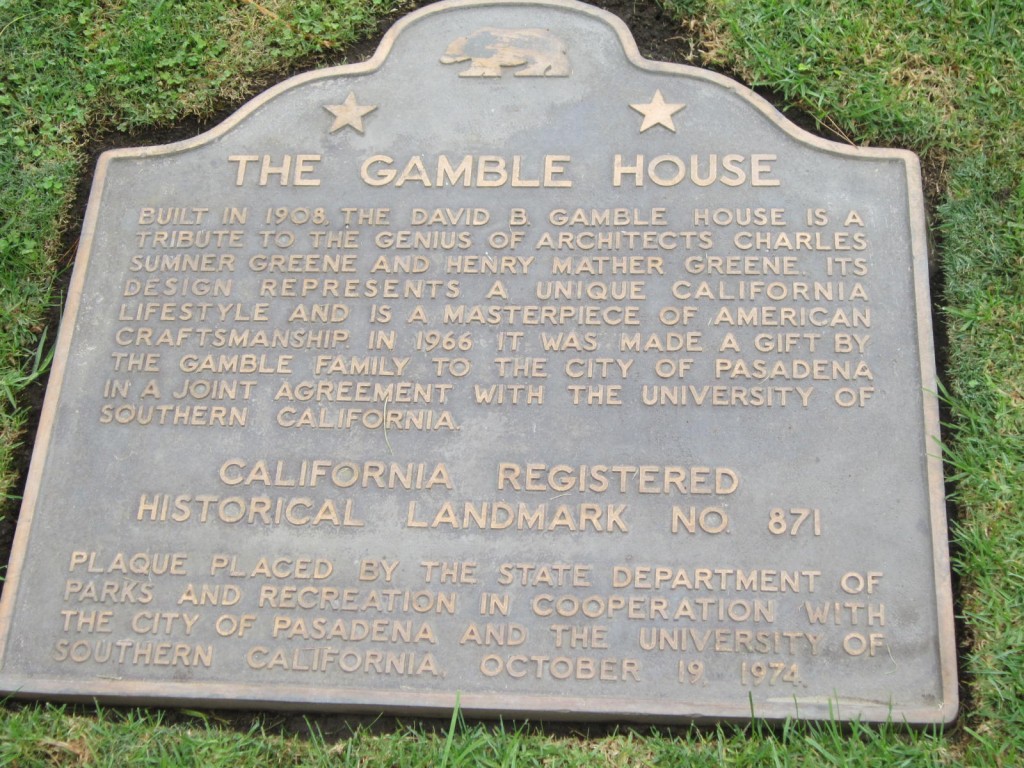 THE GAMBLE HOUSE
BUILT IN 1908, THE DAVID B. GAMBLE HOUSE IS A
TRIBUTE TO THE GENIUS OF ARCHITECTS CHARLES
SUMNER GREENE AND HENRY MATHER GREENE. ITS
DESIGN REPRESENTS A UNIQUE CALIFORNIA
LIFESTYLE AND IS A MASTERPIECE OF AMERICAN
CRAFTSMANSHIP. IN 1966 IT WAS MADE A GIFT BY
THE GAMBLE FAMILY TO THE CITY OF PASADENA
IN A JOINT AGREEMENT WITH THE UNIVERSITY OF
SOUTHERN CALIFORNIA.
CALIFORNIA REGISTERED
HISTORICAL LANDMARK NO. 871
PLAQUE PLACED BY THE STATE DEPARTMENT OF
PARKS AND RECREATION IN COOPERATION WITH
THE CITY OF PASADENA AND THE UNIVERSITY OF
SOUTHERN CALIFORNIA, OCTOBER 19, 1974.